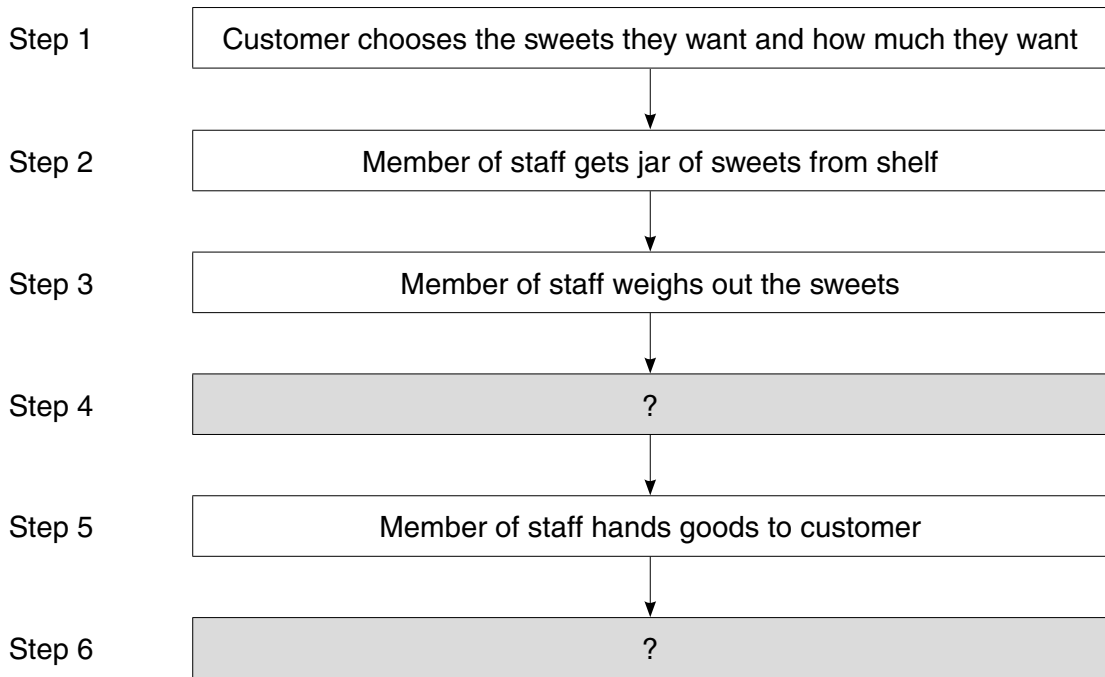 Step 1 Customer chooses the sweets they want and how much they want
Step 2 Member of staff gets jar of sweets from shelf
Step 3 Member of staff weighs out the sweets
Step 4 ?
Step 5 Member of staff hands goods to customer
Step 6 ?